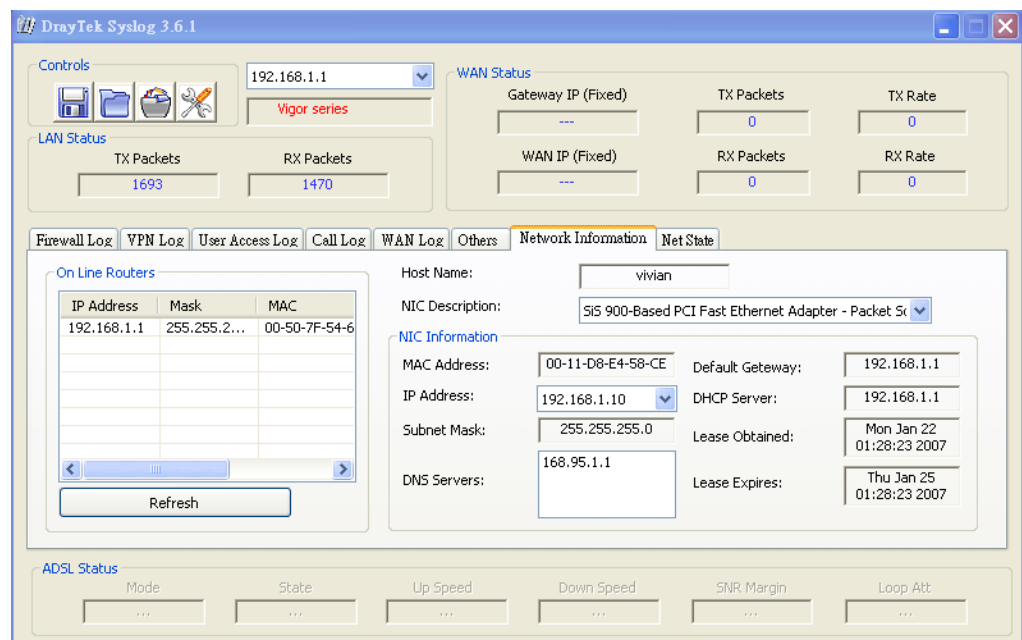 DrayTek Syslog 3.6.1
Controls
192.168.1.1
Vigor series
WAN Status
Gateway IP (Fixed) TX Packets TX Rate
--- 0 0
WAN IP (Fixed) RX Packets RX Rate
--- 0 0
LAN Status
TX Packets RX Packets
1693 1470
Firewall Log VPN Log User Access Log Call Log WAN Log Others Network Information Net State
On Line Routers
IP Address Mask MAC
192.168.1.1 255.255.2... 00-50-7F-54-6
Refresh
Host Name: vivian
NIC Description: SiS 900-Based PCI Fast Ethernet Adapter - Packet Sc
NIC Information
MAC Address: 00-11-D8-E4-58-CE Default Geteway: 192.168.1.1
IP Address: 192.168.1.10 DHCP Server: 192.168.1.1
Subnet Mask: 255.255.255.0 Lease Obtained: Mon Jan 22
01:28:23 2007
DNS Servers: 168.95.1.1 Lease Expires: Thu Jan 25
01:28:23 2007
ADSL Status
Mode State Up Speed Down Speed SNR Margin Loop Att
... ... ... ... ... ...